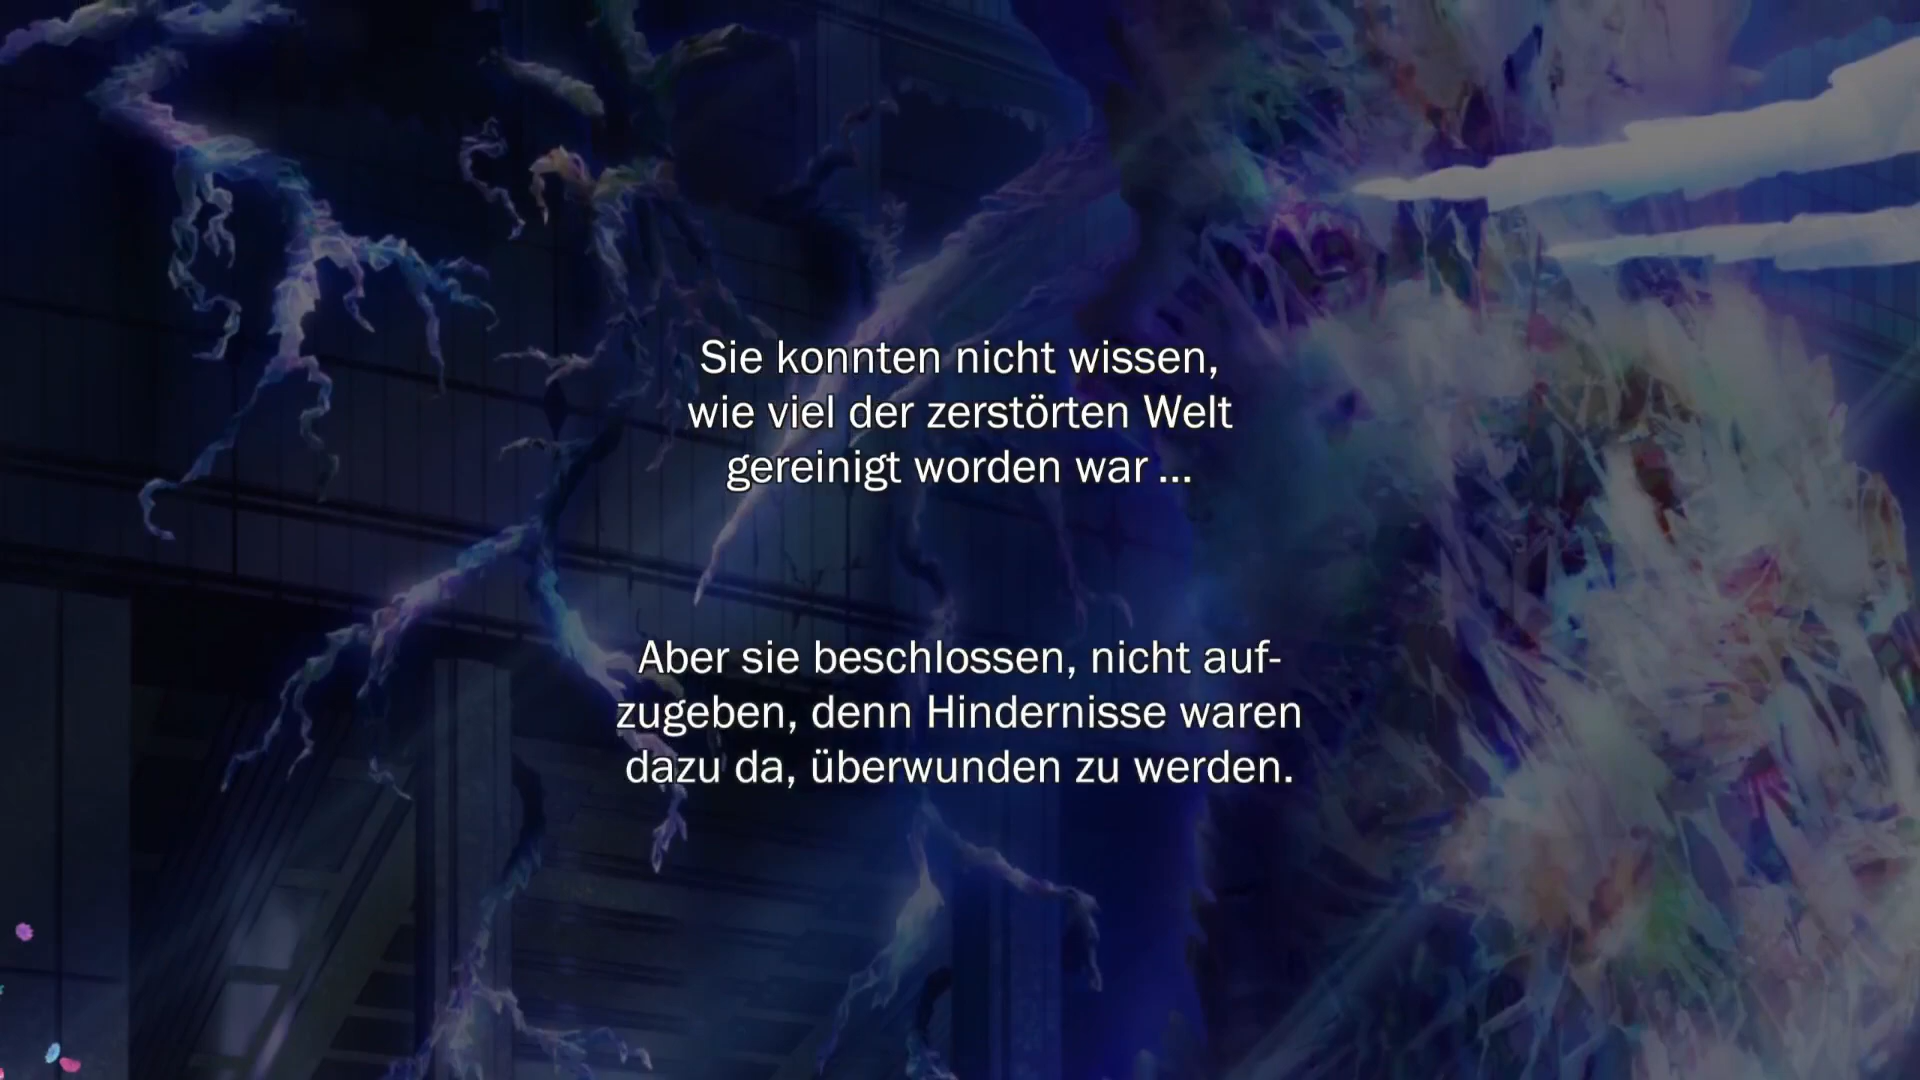 Sie konnten nicht wissen,
wie viel der zerstörten Welt
gereinigt worden war ...
Aber sie beschlossen, nicht auf-
zugeben, denn Hindernisse waren
dazu da, überwunden zu werden.